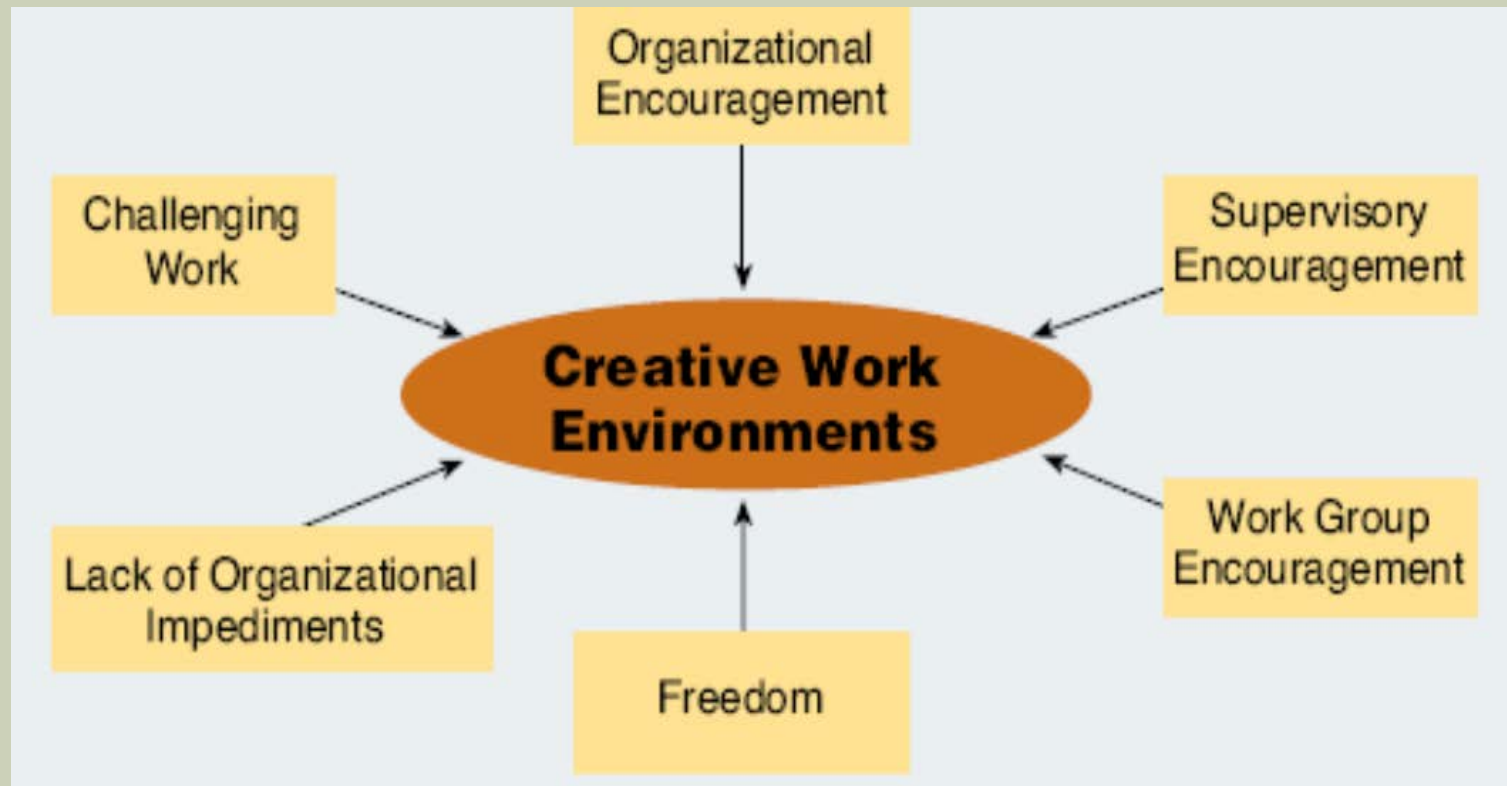 Organizational
Encouragement
Challenging
Work
Supervisory
Encouragement
Creative Work
Environments
Lack of Organizational
Impediments
Work Group
Encouragement
Freedom